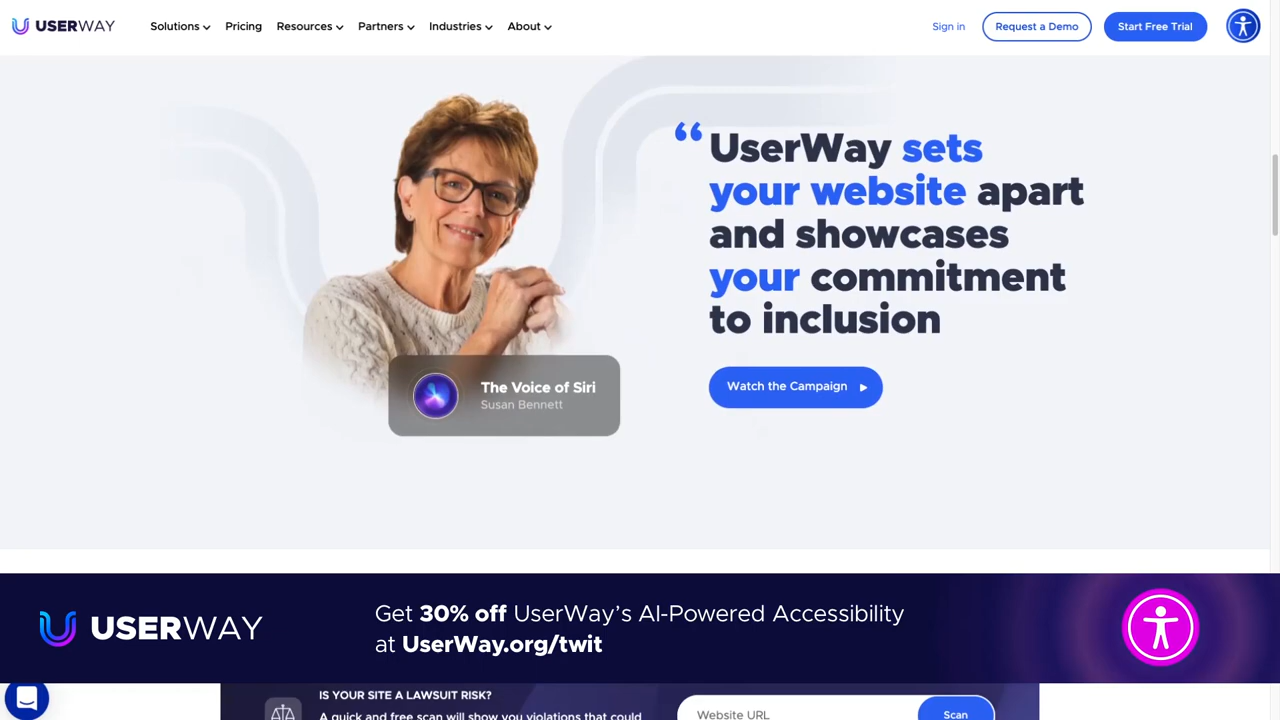 USERWAY Solutions Pricing Resources Partners Industries About Sign in Request a Demo Start Free Trial
“ UserWay sets
your website apart
and showcases
your commitment
to inclusion
Watch the Campaign
The Voice of Siri
Susan Bennett
USERWAY
Get 30% off UserWay’s AI-Powered Accessibility
at UserWay.org/twit
IS YOUR SITE A LAWSUIT RISK?
A quick and free scan will show you violations that could
Website URL
Scan